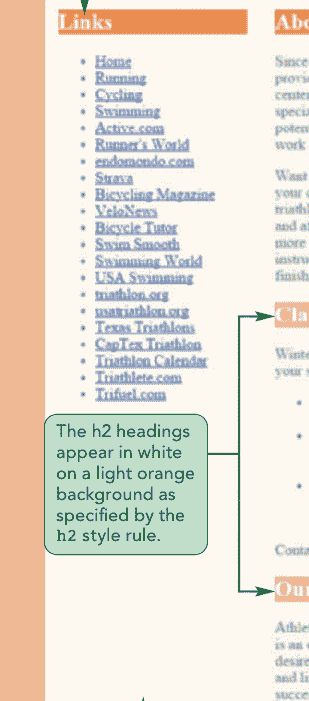 Links
Home
Running
Cycling
Swimming
Active.com
Runner's World
endomondo.com
Strava
Bicycling Magazine
VeloNews
Bicycle Tutor
Swim Smooth
Swimming World
USA Swimming
triathlon.org
usatriathlon.org
Texas Triathlons
CapTex Triathlon
Triathlon Calendar
Triathlete.com
Trifuel.com
The h2 headings
appear in white
on a light orange
background as
specified by the
h2 style rule.
Abo
Since
provi
center
specia
poten
work
Want
your
triathl
and a
more
instru
finish
Cla
Winte
your
Conta
Our
Athle
is an
desire
and li
succe